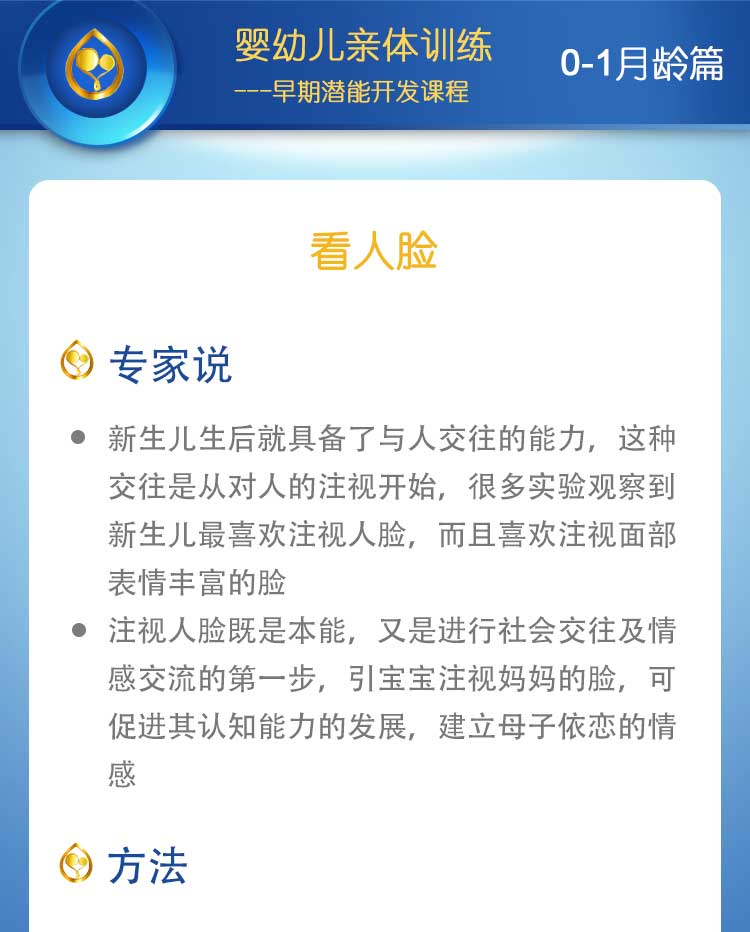 婴幼儿亲体训练
---早期潜能开发课程
0-1月龄篇
看人脸
专家说
● 新生儿生后就具备了与人交往的能力，这种
交往是从对人的注视开始，很多实验观察到
新生儿最喜欢注视人脸，而且喜欢注视面部
表情丰富的脸
● 注视人脸既是本能，又是进行社会交往及情
感交流的第一步，引宝宝注视妈妈的脸，可
促进其认知能力的发展，建立母子依恋的情
感
方法